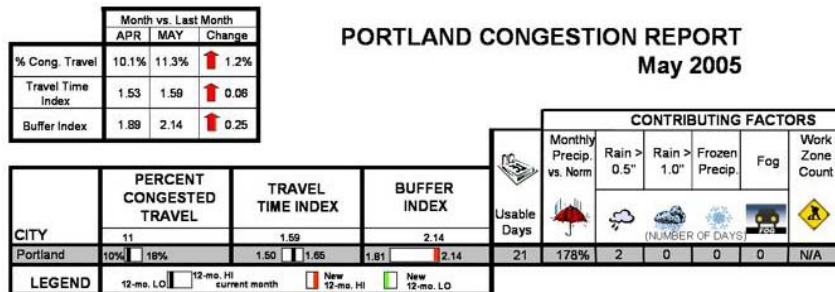 Month vs. Last Month
APR MAY Change
% Cong. Travel 10.1% 11.3% 1.2%
Travel Time Index 1.53 1.59 0.06
Buffer Index 1.89 2.14 0.25
PORTLAND CONGESTION REPORT
May 2005
CONTRIBUTING FACTORS
CITY
PERCENT CONGESTED TRAVEL
TRAVEL TIME INDEX
BUFFER INDEX
Usable Days
Monthly Precip. vs. Norm
Rain > 0.5"
Rain > 1.0"
Frozen Precip.
Fog
Work Zone Count
FOG
(NUMBER OF DAYS)
11 1.59 2.14
Portland 10% 18% 1.50 1.65 1.81 2.14 21 178% 2 0 0 0 N/A
LEGEND 12-mo. LO 12-mo. HI current month New 12-mo. HI New 12-mo. LO